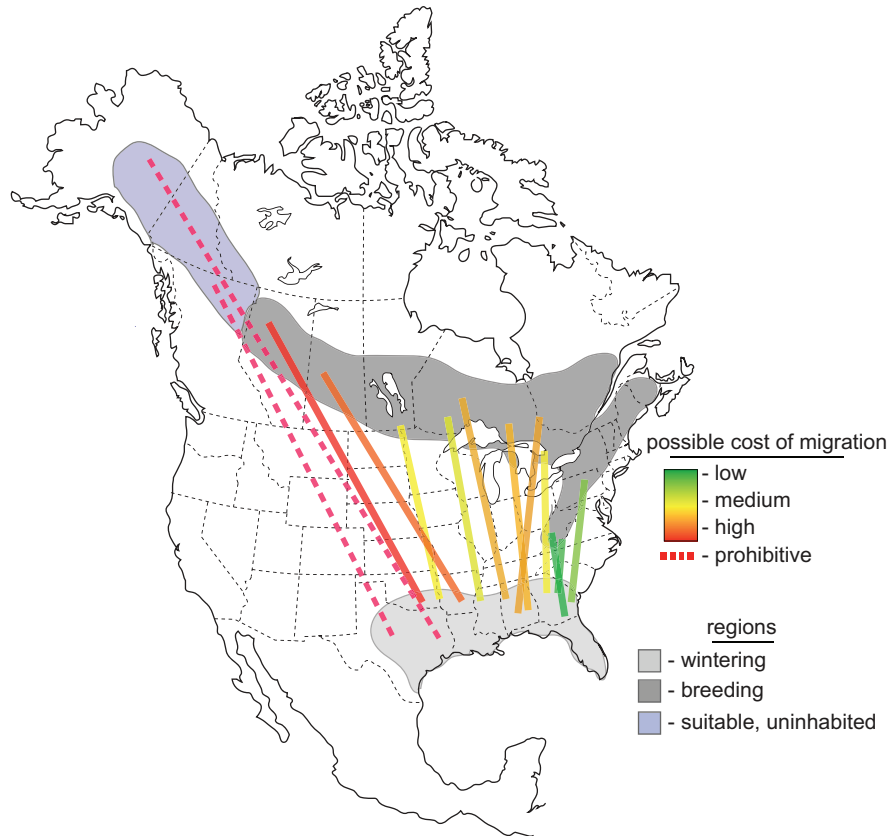 possible cost of migration
- low
- medium
- high
- prohibitive
regions
- wintering
- breeding
- suitable, uninhabited